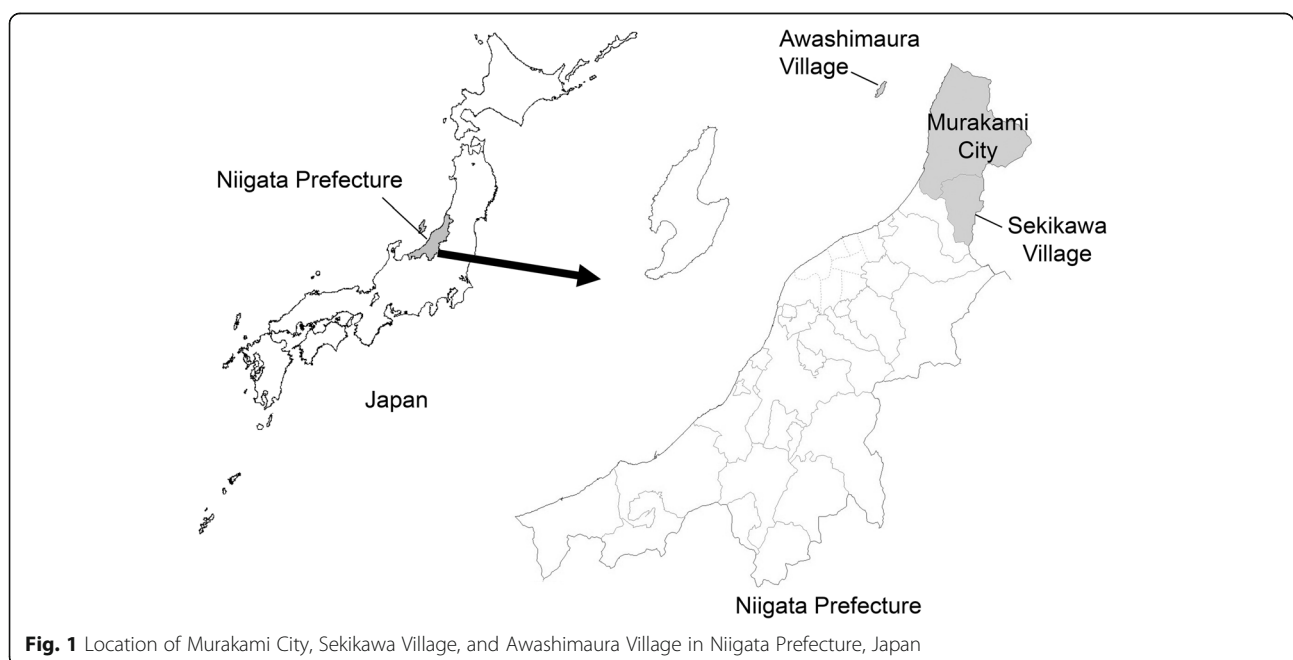 Awashimaura
Village
Murakami
City
Niigata Prefecture
Sekikawa
Village
Japan
Niigata Prefecture
Fig. 1 Location of Murakami City, Sekikawa Village, and Awashimaura Village in Niigata Prefecture, Japan